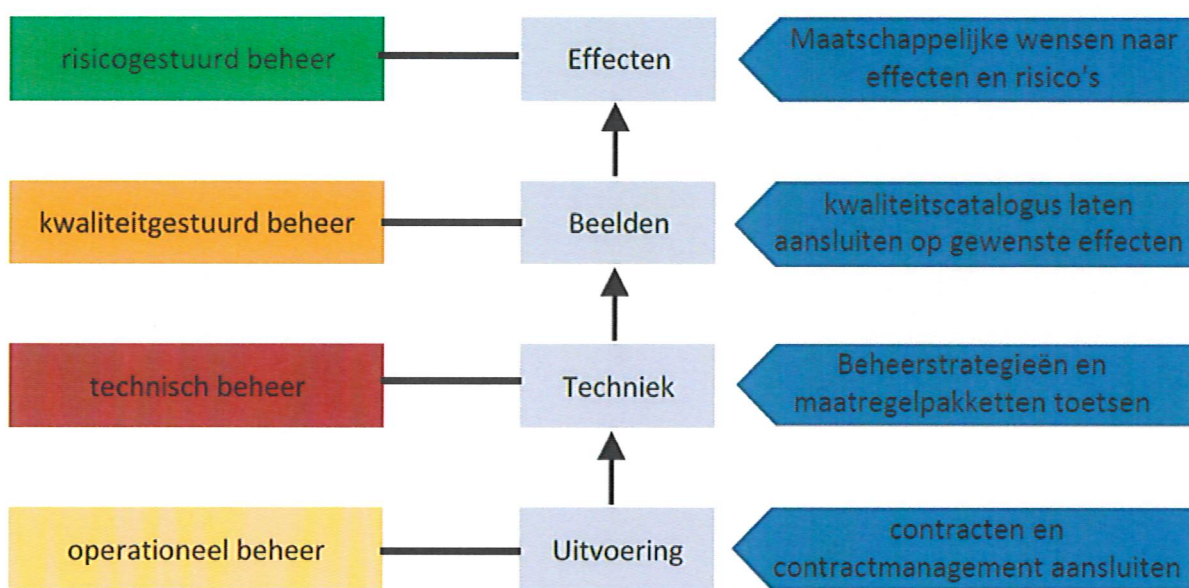 risicogestuurd beheer
Effecten
Maatschappelijke wensen naar
effecten en risico's
kwaliteitgestuurd beheer
Beelden
kwaliteitscatalogus laten
aansluiten op gewenste effecten
technisch beheer
Techniek
Beheerstrategieën en
maatregelpakketten toetsen
operationeel beheer
Uitvoering
contracten en
contractmanagement aansluiten